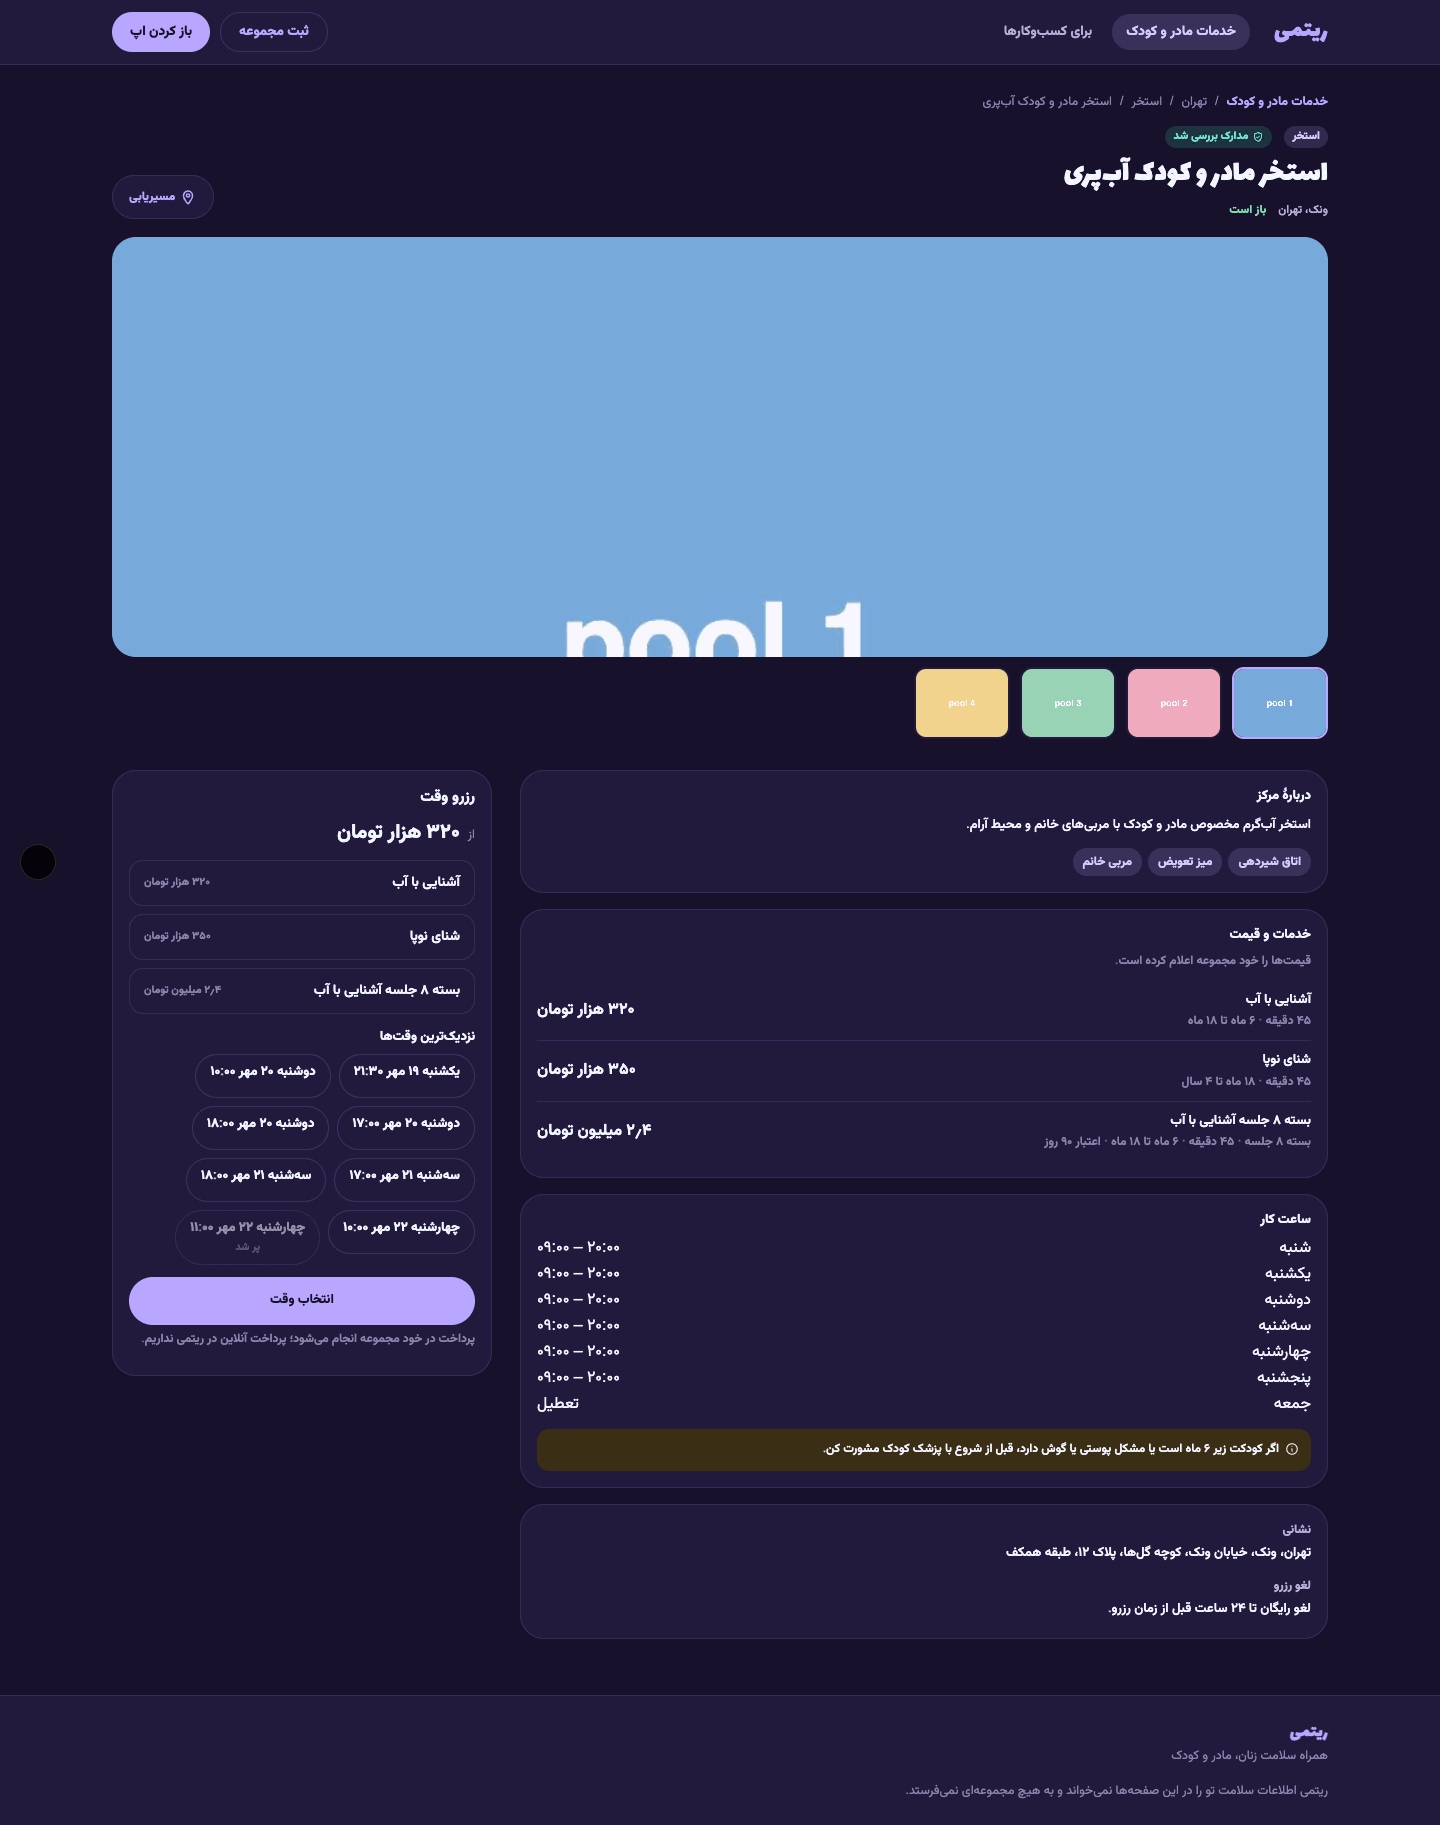 ریتمی
خدمات مادر و کودک
برای کسب‌وکارها
ثبت مجموعه
باز کردن اپ
خدمات مادر و کودک / تهران / استخر / استخر مادر و کودک آب‌پری
استخر
مدارک بررسی شد
استخر مادر و کودک آب‌پری
ونک، تهران
باز است
مسیریابی
pool 1
pool 1
pool 2
pool 3
pool 4
دربارهٔ مرکز
استخر آب‌گرم مخصوص مادر و کودک با مربی‌های خانم و محیط آرام.
اتاق شیردهی
میز تعویض
مربی خانم
خدمات و قیمت
قیمت‌ها را خود مجموعه اعلام کرده است.
آشنایی با آب
۴۵ دقیقه · ۶ ماه تا ۱۸ ماه
۳۲۰ هزار تومان
شنای نوپا
۴۵ دقیقه · ۱۸ ماه تا ۴ سال
۳۵۰ هزار تومان
بسته ۸ جلسه آشنایی با آب
بسته ۸ جلسه · ۴۵ دقیقه · ۶ ماه تا ۱۸ ماه · اعتبار ۹۰ روز
۲٫۴ میلیون تومان
ساعت کار
شنبه ۰۹:۰۰ – ۲۰:۰۰
یکشنبه ۰۹:۰۰ – ۲۰:۰۰
دوشنبه ۰۹:۰۰ – ۲۰:۰۰
سه‌شنبه ۰۹:۰۰ – ۲۰:۰۰
چهارشنبه ۰۹:۰۰ – ۲۰:۰۰
پنجشنبه ۰۹:۰۰ – ۲۰:۰۰
جمعه تعطیل
اگر کودکت زیر ۶ ماه است یا مشکل پوستی یا گوش دارد، قبل از شروع با پزشک کودک مشورت کن.
نشانی
تهران، ونک، خیابان ونک، کوچه گل‌ها، پلاک ۱۲، طبقه همکف
لغو رزرو
لغو رایگان تا ۲۴ ساعت قبل از زمان رزرو.
رزرو وقت
از ۳۲۰ هزار تومان
آشنایی با آب ۳۲۰ هزار تومان
شنای نوپا ۳۵۰ هزار تومان
بسته ۸ جلسه آشنایی با آب ۲٫۴ میلیون تومان
نزدیک‌ترین وقت‌ها
یکشنبه ۱۹ مهر ۲۱:۳۰
دوشنبه ۲۰ مهر ۱۰:۰۰
دوشنبه ۲۰ مهر ۱۷:۰۰
دوشنبه ۲۰ مهر ۱۸:۰۰
سه‌شنبه ۲۱ مهر ۱۷:۰۰
سه‌شنبه ۲۱ مهر ۱۸:۰۰
چهارشنبه ۲۲ مهر ۱۰:۰۰
چهارشنبه ۲۲ مهر ۱۱:۰۰
پر شد
انتخاب وقت
پرداخت در خود مجموعه انجام می‌شود؛ پرداخت آنلاین در ریتمی نداریم.
ریتمی
همراه سلامت زنان، مادر و کودک
ریتمی اطلاعات سلامت تو را در این صفحه‌ها نمی‌خواند و به هیچ مجموعه‌ای نمی‌فرستد.